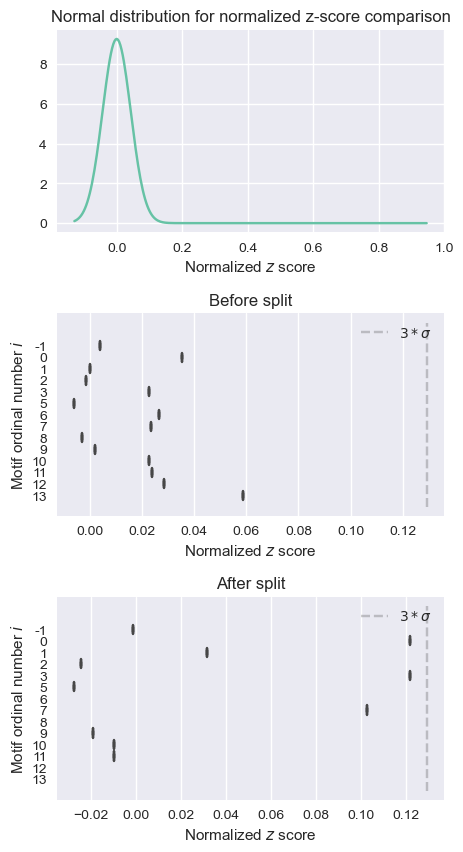 Normal distribution for normalized z-score comparison
8
6
4
2
0
0.0 0.2 0.4 0.6 0.8 1.0
Normalized z score
Before split
3 * σ
Motif ordinal number i
-1
0
1
2
3
5
6
7
8
9
10
11
12
13
0.00 0.02 0.04 0.06 0.08 0.10 0.12
Normalized z score
After split
3 * σ
Motif ordinal number i
-1
0
1
2
3
5
6
7
8
9
10
11
12
13
−0.02 0.00 0.02 0.04 0.06 0.08 0.10 0.12
Normalized z score